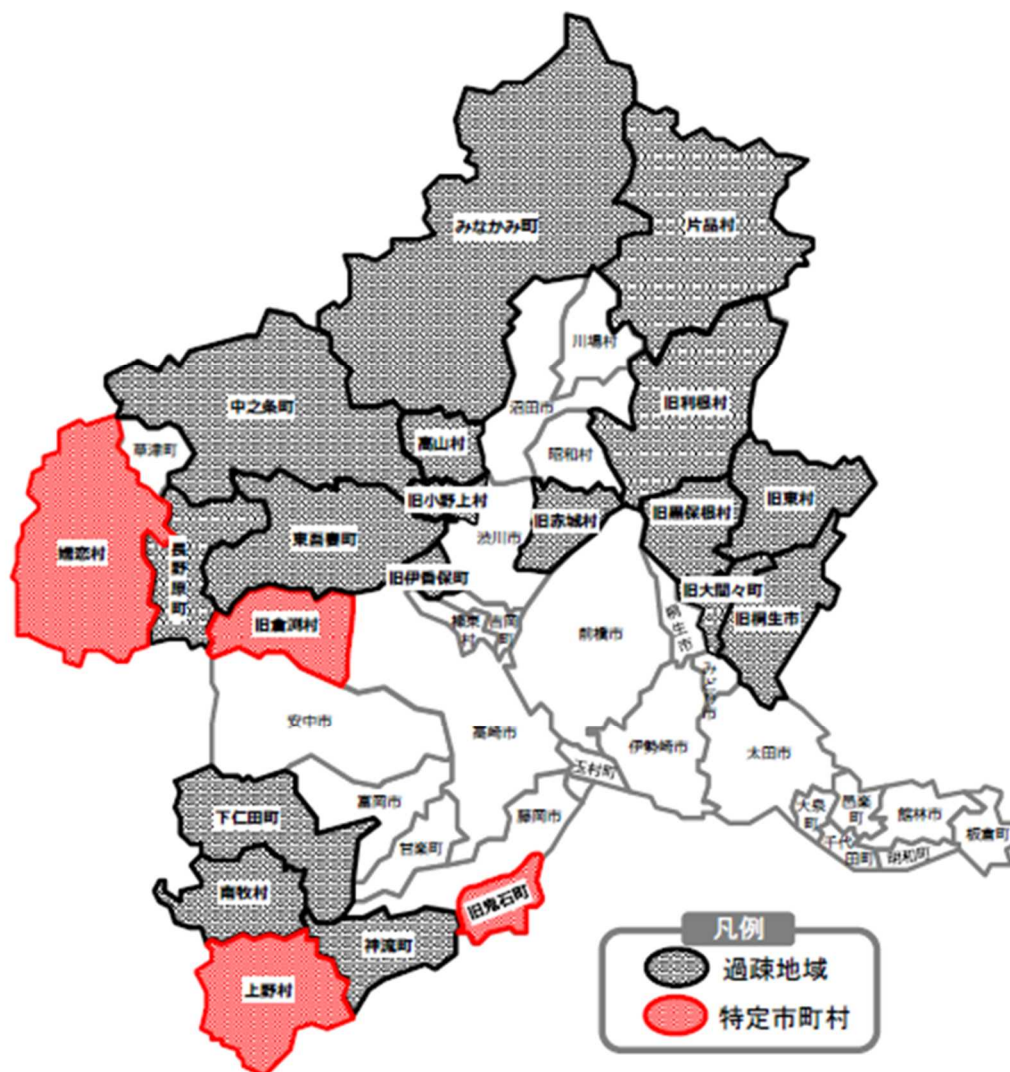 みなかみ町
片品村
川場村
旧利根村
中之条町
沼田市
高山村
草津町
昭和村
旧小野上村
旧赤城村
旧黒保根村
旧東村
東吾妻町
渋川市
嬬恋村
長野原町
旧伊香保町
旧大間々町
旧桐生市
旧倉渕村
榛東村
吉岡町
前橋市
桐生市
みどり市
安中市
高崎市
伊勢崎市
太田市
玉村町
富岡市
藤岡市
下仁田町
甘楽町
大泉町
邑楽町
館林市
板倉町
千代田町
明和町
南牧村
旧鬼石町
神流町
上野村
凡例
過疎地域
特定市町村